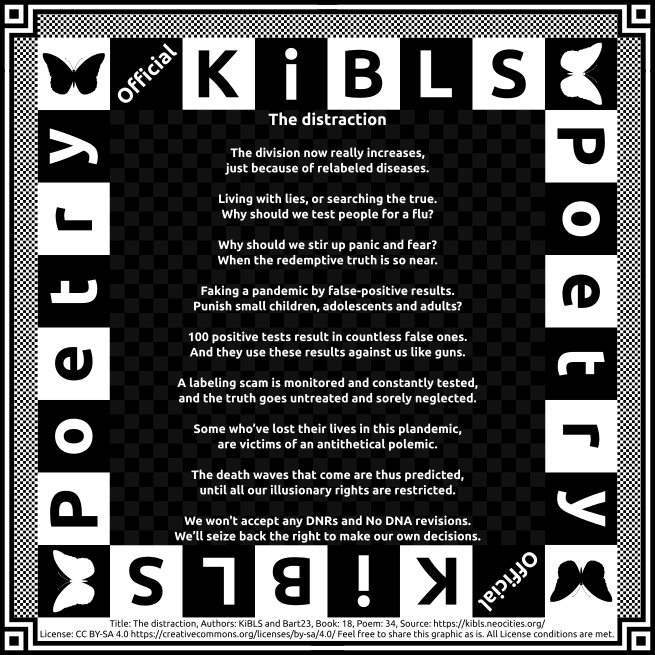 Official KiBLS
Poetry
Poetry
The distraction
The division now really increases,
just because of relabeled diseases.
Living with lies, or searching the true.
Why should we test people for a flu?
Why should we stir up panic and fear?
When the redemptive truth is so near.
Faking a pandemic by false-positive results.
Punish small children, adolescents and adults?
100 positive tests result in countless false ones.
And they use these results against us like guns.
A labeling scam is monitored and constantly tested,
and the truth goes untreated and sorely neglected.
Some who've lost their lives in this plandemic,
are victims of an antithetical polemic.
The death waves that come are thus predicted,
until all our illusionary rights are restricted.
We won't accept any DNRs and No DNA revisions.
We'll seize back the right to make our own decisions.
Official KiBLS
Title: The distraction, Authors: KiBLS and Bart23, Book: 18, Poem: 34, Source: https://kibls.neocities.org/
License: CC BY-SA 4.0 https://creativecommons.org/licenses/by-sa/4.0/ Feel free to share this graphic as is. All License conditions are met.